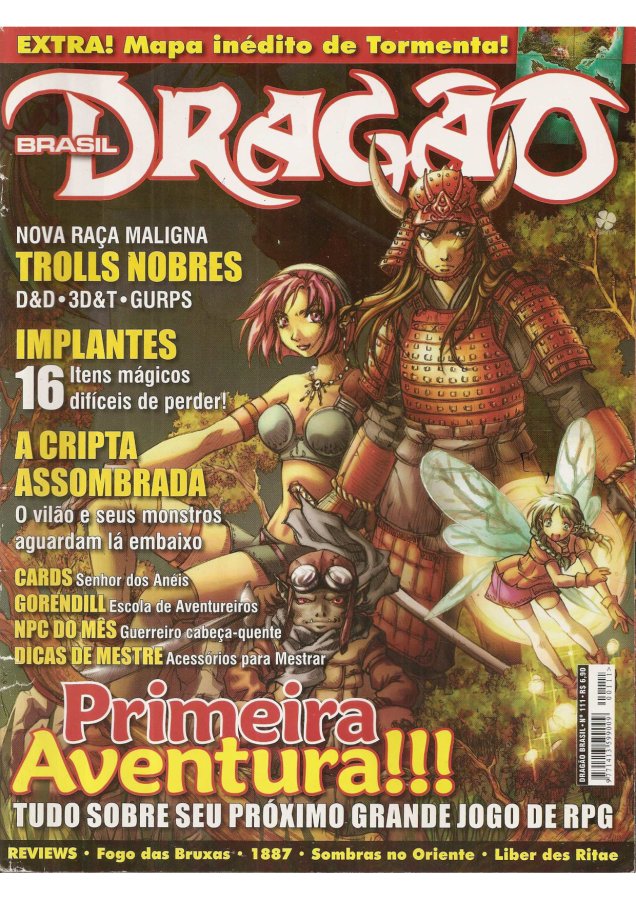 EXTRA! Mapa inédito de Tormenta!
DRAGÃO
BRASIL
NOVA RAÇA MALIGNA
TROLLS NOBRES
D&D • 3D&T • GURPS
IMPLANTES
16 Itens mágicos
difíceis de perder!
A CRIPTA
ASSOMBRADA
O vilão e seus monstros
aguardam lá embaixo
CARDS Senhor dos Anéis
GORENDILL Escola de Aventureiros
NPC DO MÊS Guerreiro cabeça-quente
DICAS DE MESTRE Acessórios para Mestrar
Primeira
Aventura!!!
TUDO SOBRE SEU PRÓXIMO GRANDE JOGO DE RPG
DRAGÃO BRASIL • Nº 111 • R$ 6,90
9 771413 599009
00111>
REVIEWS • Fogo das Bruxas • 1887 • Sombras no Oriente • Liber des Ritae